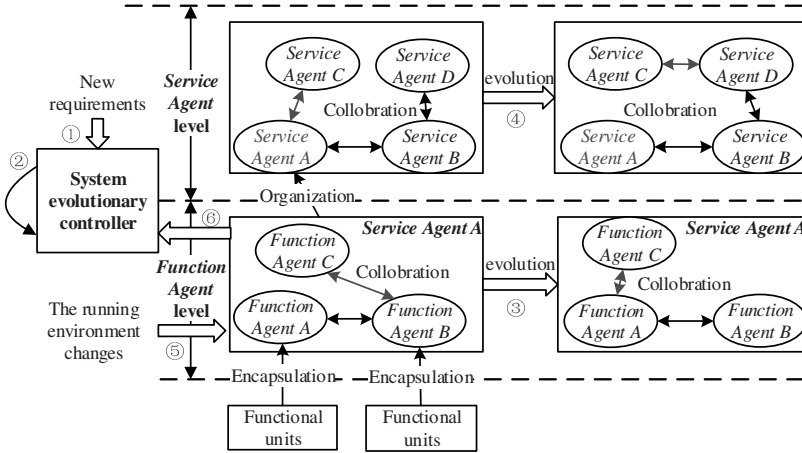 New
requirements
①
②
System
evolutionary
controller
Service
Agent
level
Service
Agent C
Service
Agent D
Collobration
Service
Agent A
Service
Agent B
evolution
④
Service
Agent C
Service
Agent D
Collobration
Service
Agent A
Service
Agent B
Organization
⑥
Function
Agent
level
The running
environment
changes
⑤
Service Agent A
Function
Agent C
Collobration
Function
Agent A
Function
Agent B
evolution
③
Service Agent A
Function
Agent C
Collobration
Function
Agent A
Function
Agent B
Encapsulation
Encapsulation
Functional
units
Functional
units